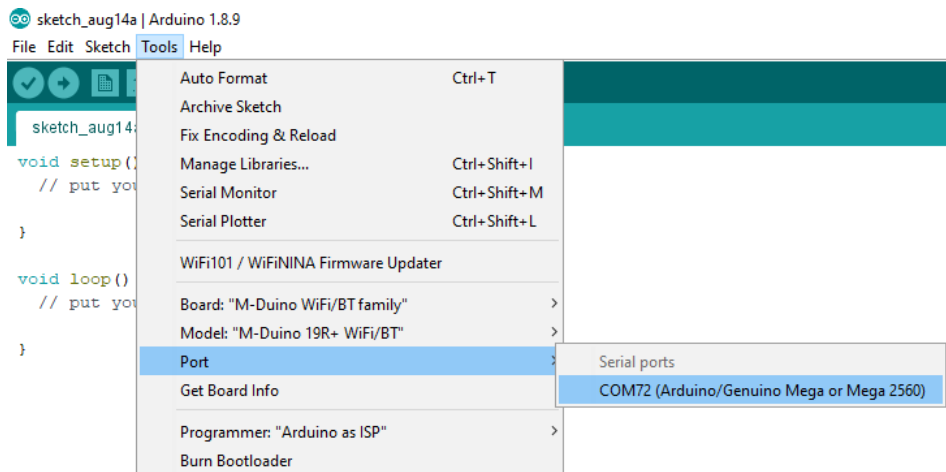 sketch_aug14a | Arduino 1.8.9
File Edit Sketch Tools Help
Auto Format Ctrl+T
Archive Sketch
sketch_aug14a
Fix Encoding & Reload
void setup()
Manage Libraries... Ctrl+Shift+I
// put you
Serial Monitor Ctrl+Shift+M
Serial Plotter Ctrl+Shift+L
}
WiFi101 / WiFiNINA Firmware Updater
void loop()
// put you
Board: "M-Duino WiFi/BT family"
Model: "M-Duino 19R+ WiFi/BT"
}
Port
Serial ports
Get Board Info
COM72 (Arduino/Genuino Mega or Mega 2560)
Programmer: "Arduino as ISP"
Burn Bootloader